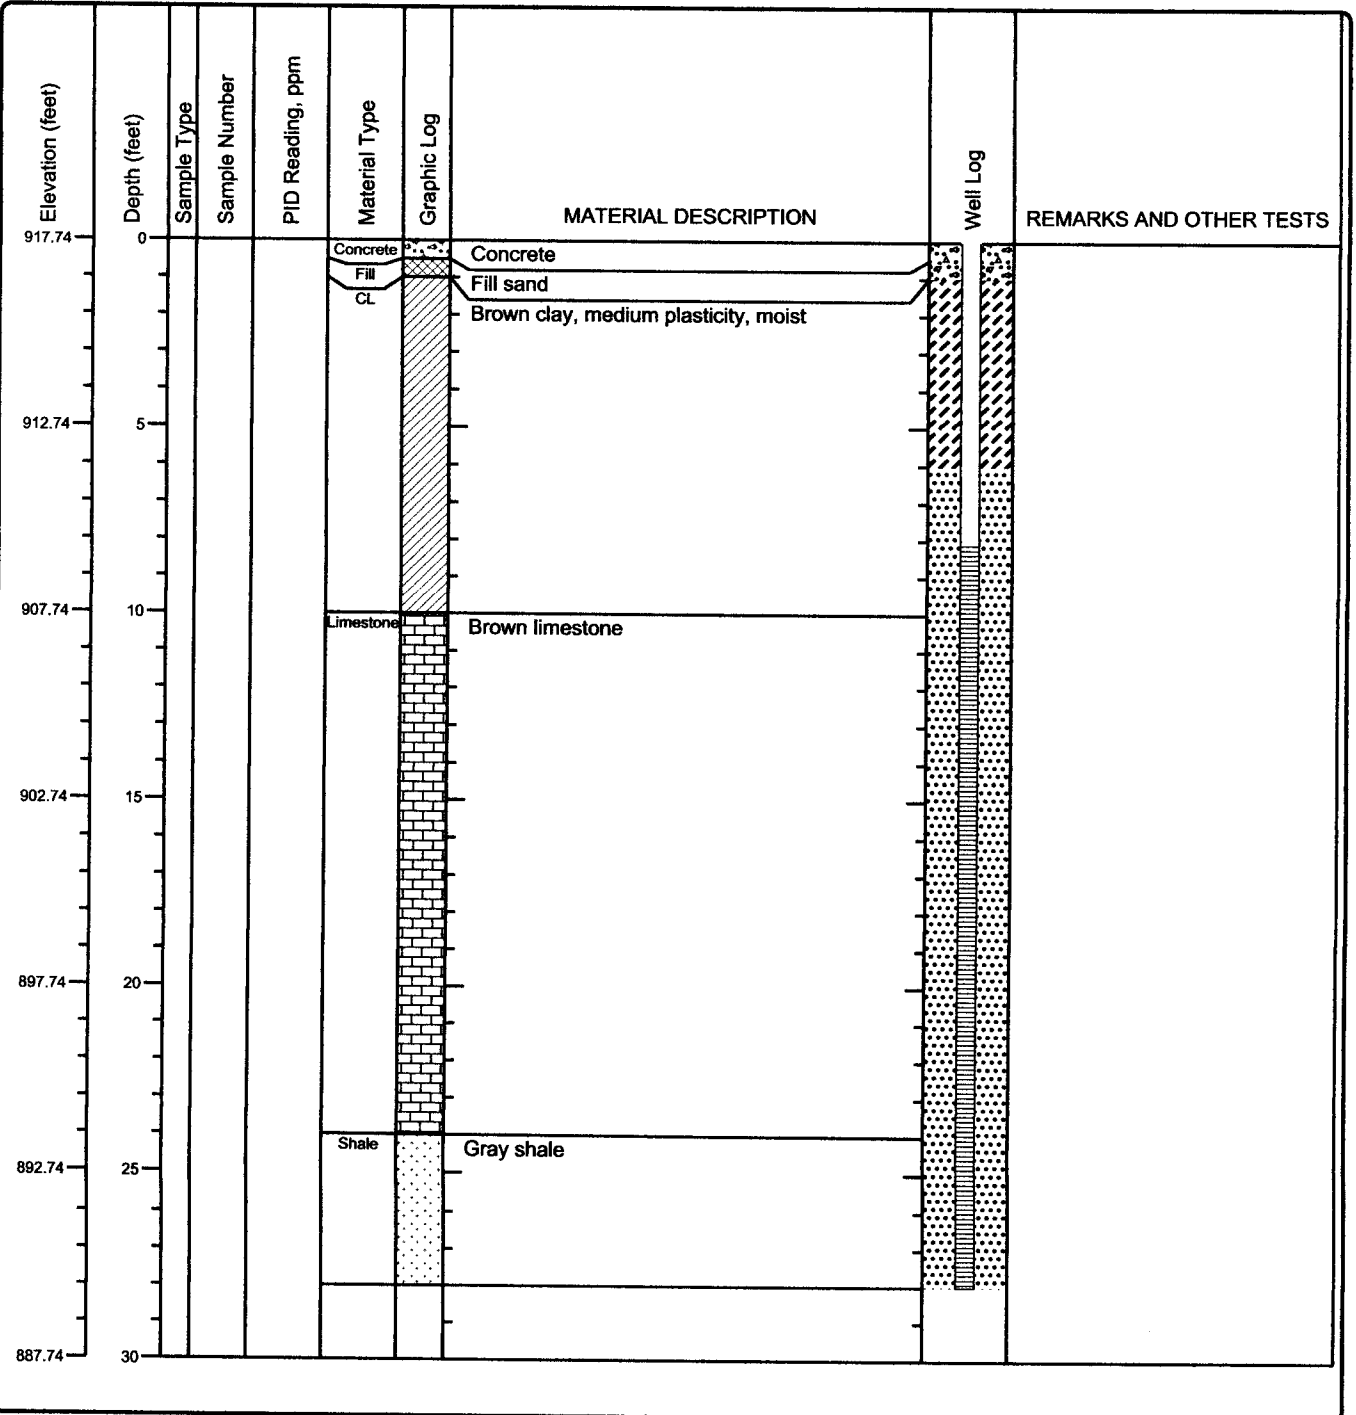 Elevation (feet)
Depth (feet)
Sample Type
Sample Number
PID Reading, ppm
Material Type
Graphic Log
MATERIAL DESCRIPTION
Well Log
REMARKS AND OTHER TESTS
917.74
0
Concrete
Concrete
Fill
Fill sand
CL
Brown clay, medium plasticity, moist
912.74
5
907.74
10
Limestone
Brown limestone
902.74
15
897.74
20
Shale
Gray shale
892.74
25
887.74
30